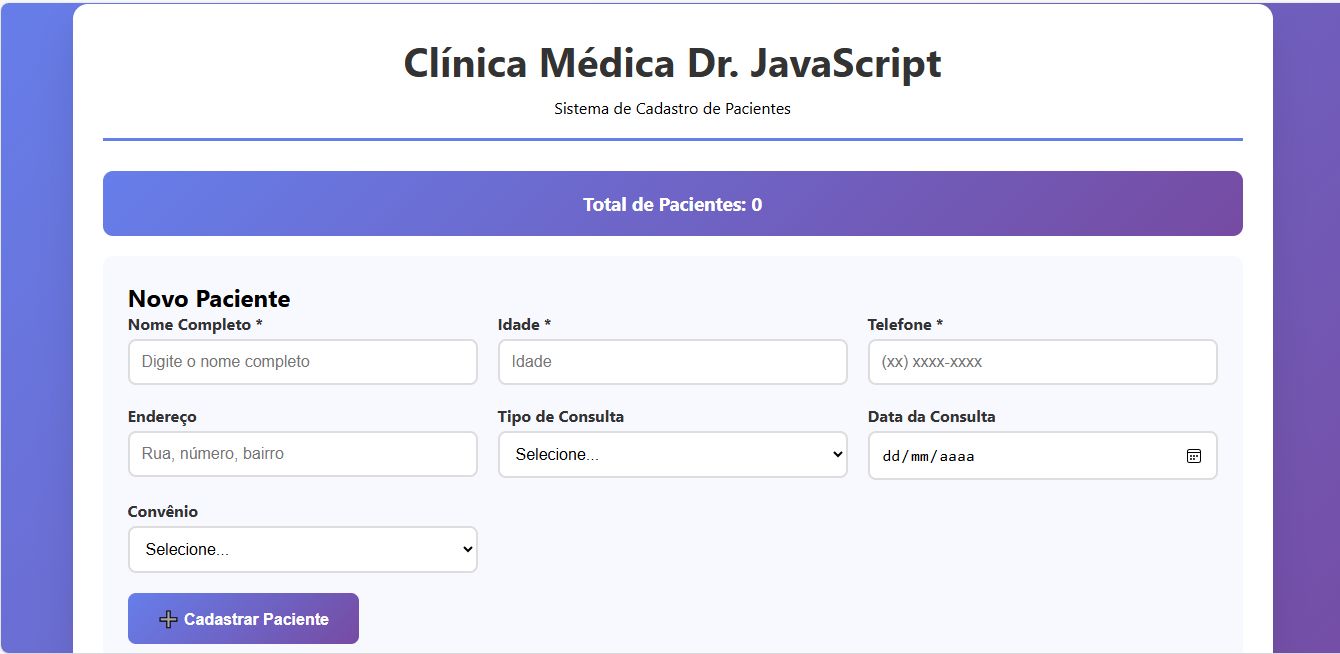 Clínica Médica Dr. JavaScript
Sistema de Cadastro de Pacientes
Total de Pacientes: 0
Novo Paciente
Nome Completo *
Digite o nome completo
Idade *
Idade
Telefone *
(xx) xxxx-xxxx
Endereço
Rua, número, bairro
Tipo de Consulta
Selecione...
Data da Consulta
dd/mm/aaaa
Convênio
Selecione...
Cadastrar Paciente